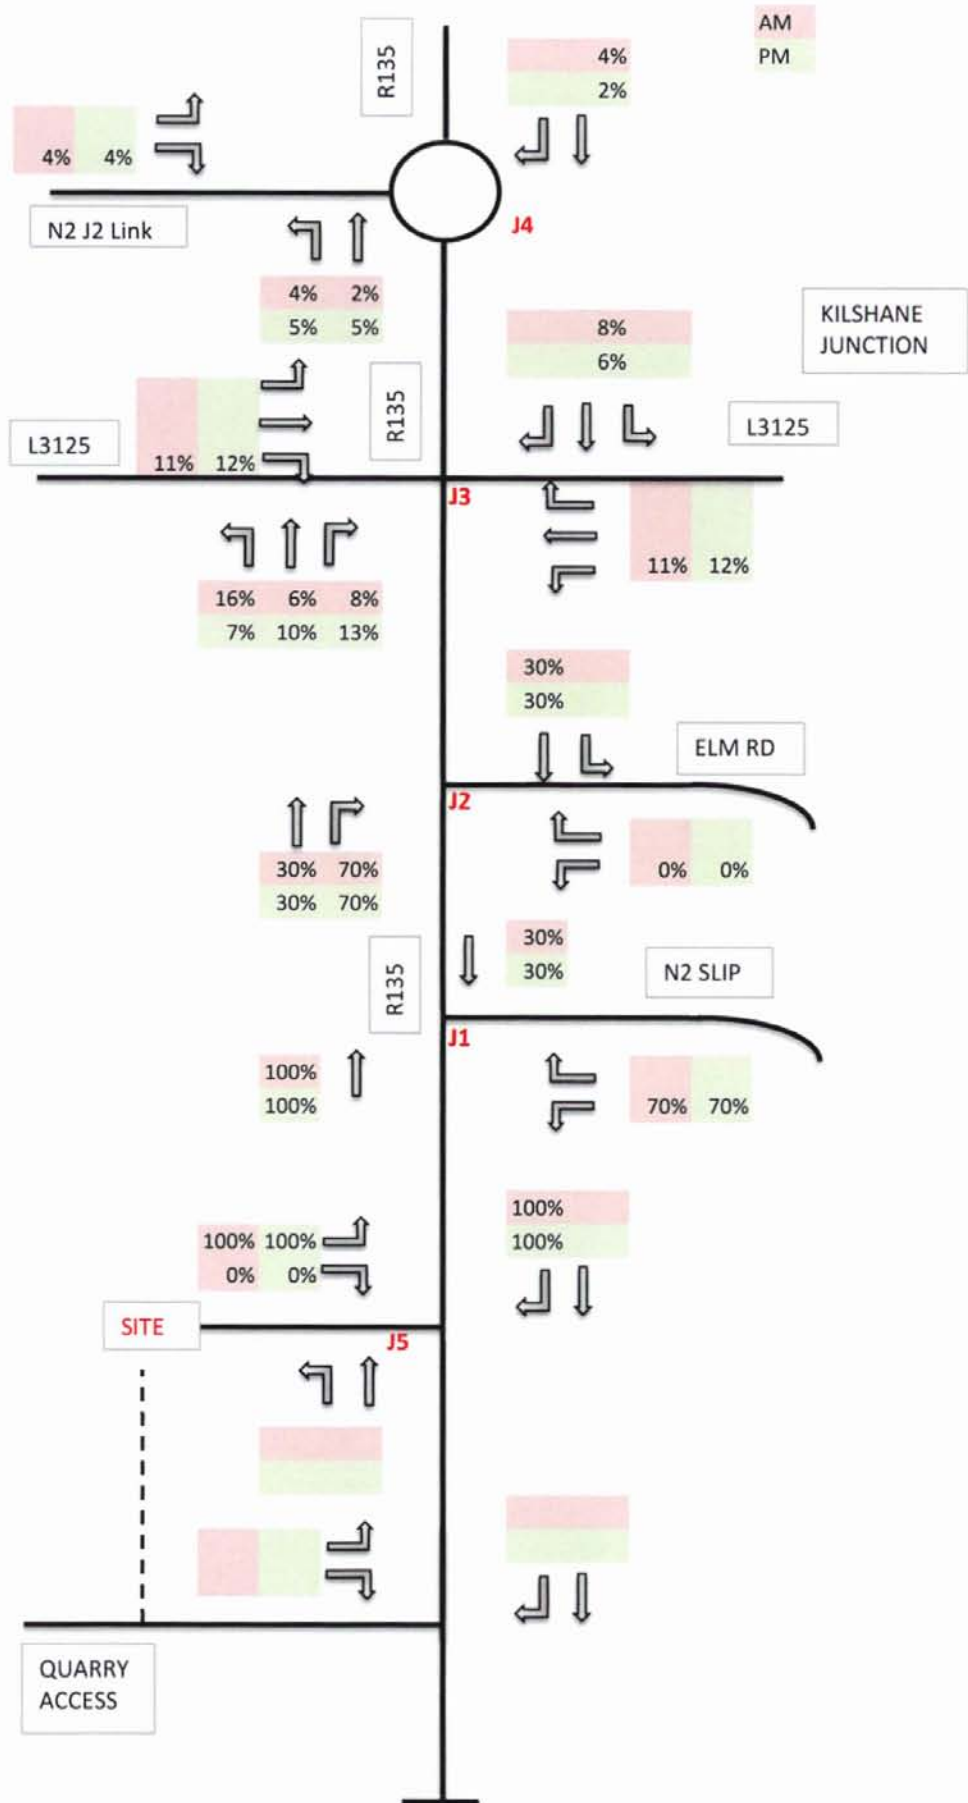 AM
PM
R135
4%
2%
4% 4%
N2 J2 Link
J4
4% 2%
5% 5%
KILSHANE
JUNCTION
8%
6%
R135
L3125
L3125
11% 12%
J3
11% 12%
16% 6% 8%
7% 10% 13%
30%
30%
ELM RD
J2
0% 0%
30% 70%
30% 70%
R135
30%
30%
N2 SLIP
J1
100%
100%
70% 70%
100%
100%
100% 100%
0% 0%
SITE
J5
QUARRY
ACCESS